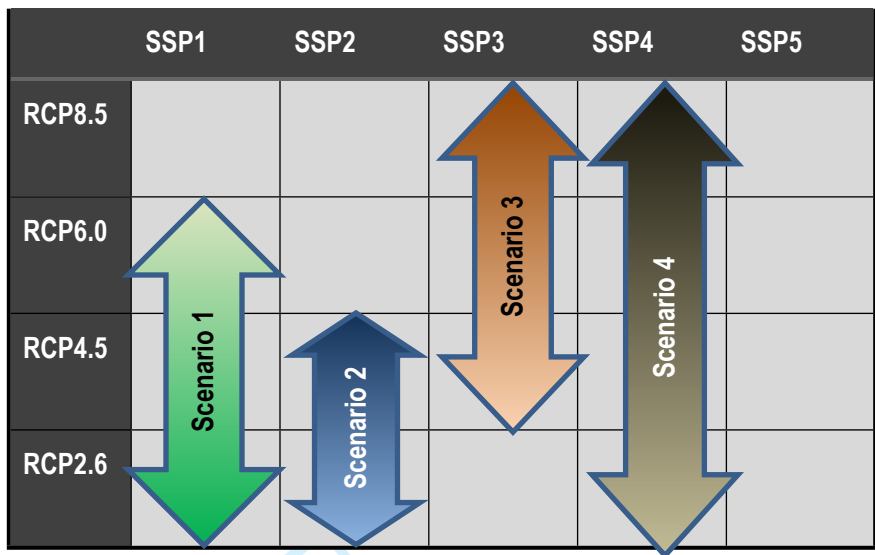 SSP1 SSP2 SSP3 SSP4 SSP5
RCP8.5
RCP6.0
RCP4.5
RCP2.6
Scenario 1
Scenario 2
Scenario 3
Scenario 4